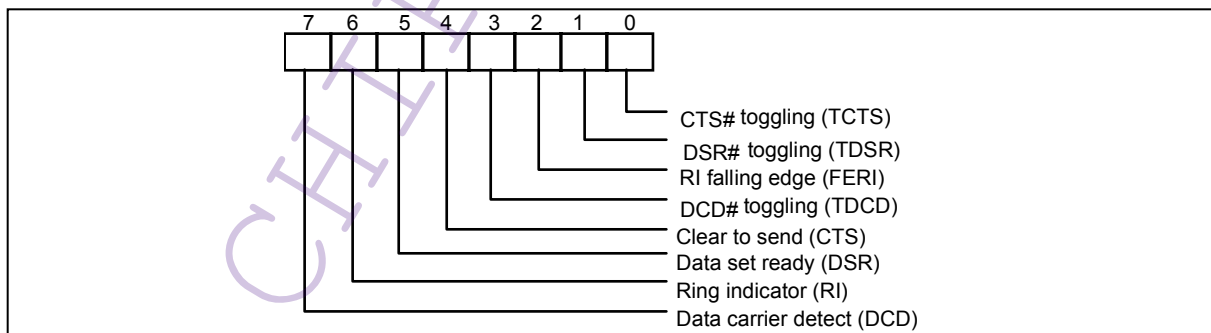 7 6 5 4 3 2 1 0
CTS# toggling (TCTS)
DSR# toggling (TDSR)
RI falling edge (FERI)
DCD# toggling (TDCD)
Clear to send (CTS)
Data set ready (DSR)
Ring indicator (RI)
Data carrier detect (DCD)